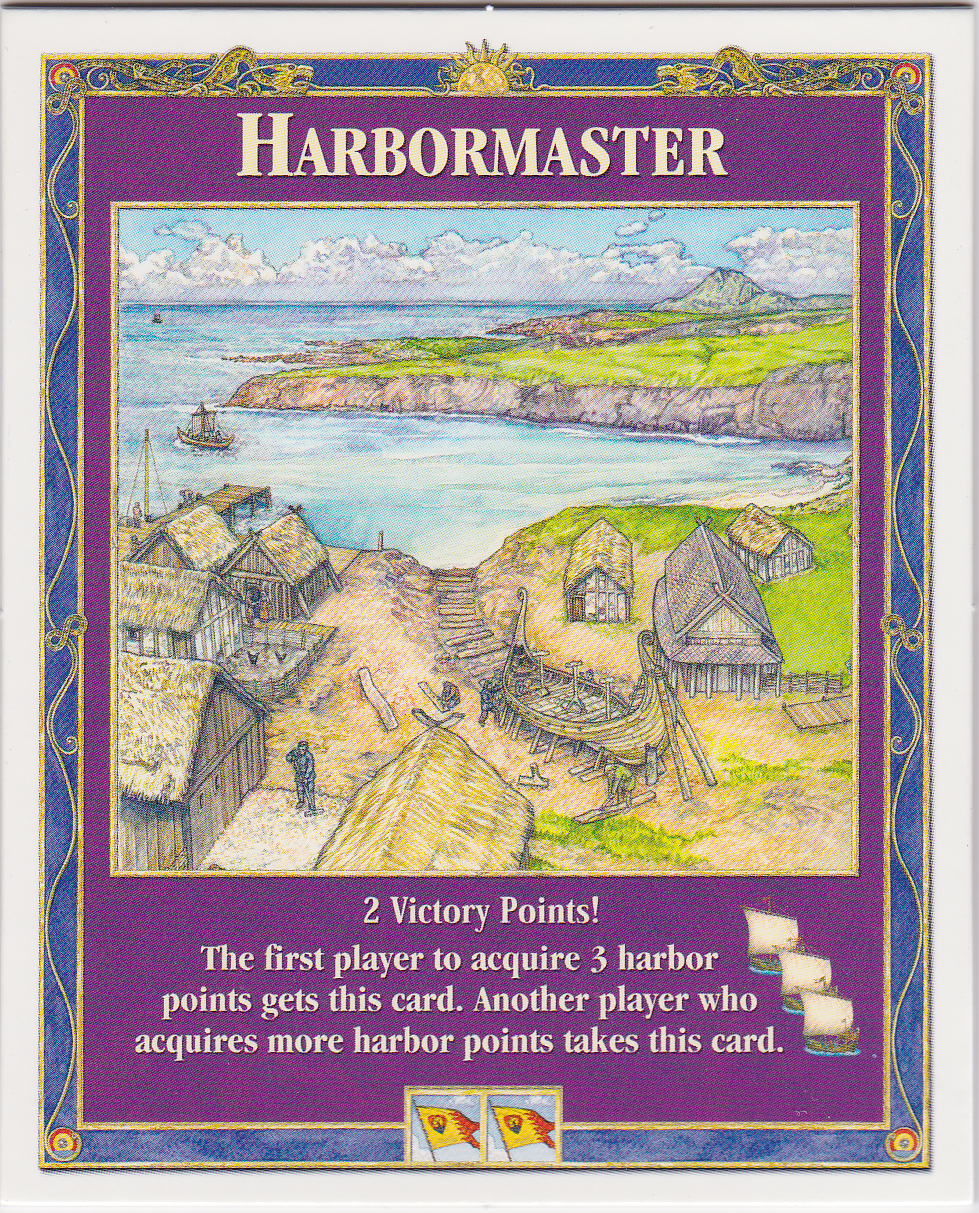 HARBORMASTER
2 Victory Points!
The first player to acquire 3 harbor
points gets this card. Another player who
acquires more harbor points takes this card.